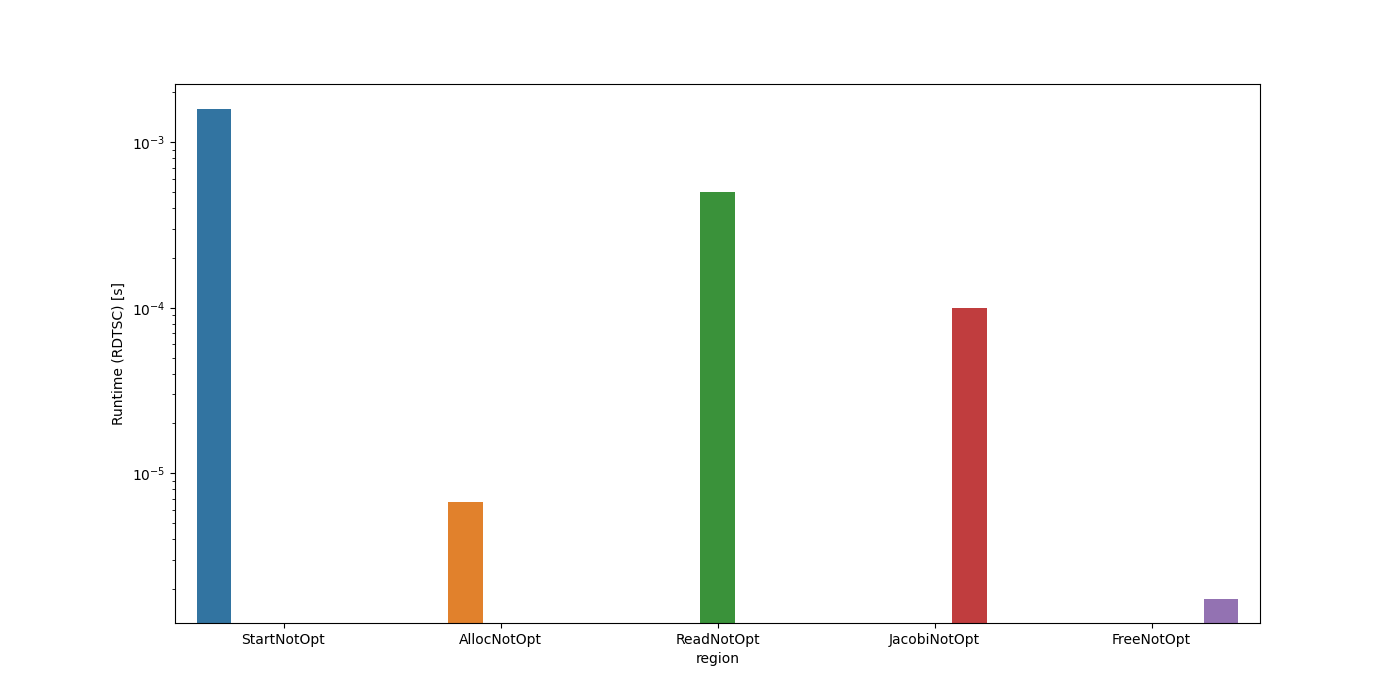 Runtime (RDTSC) [s]
10⁻³
10⁻⁴
10⁻⁵
StartNotOpt AllocNotOpt ReadNotOpt JacobiNotOpt FreeNotOpt
region